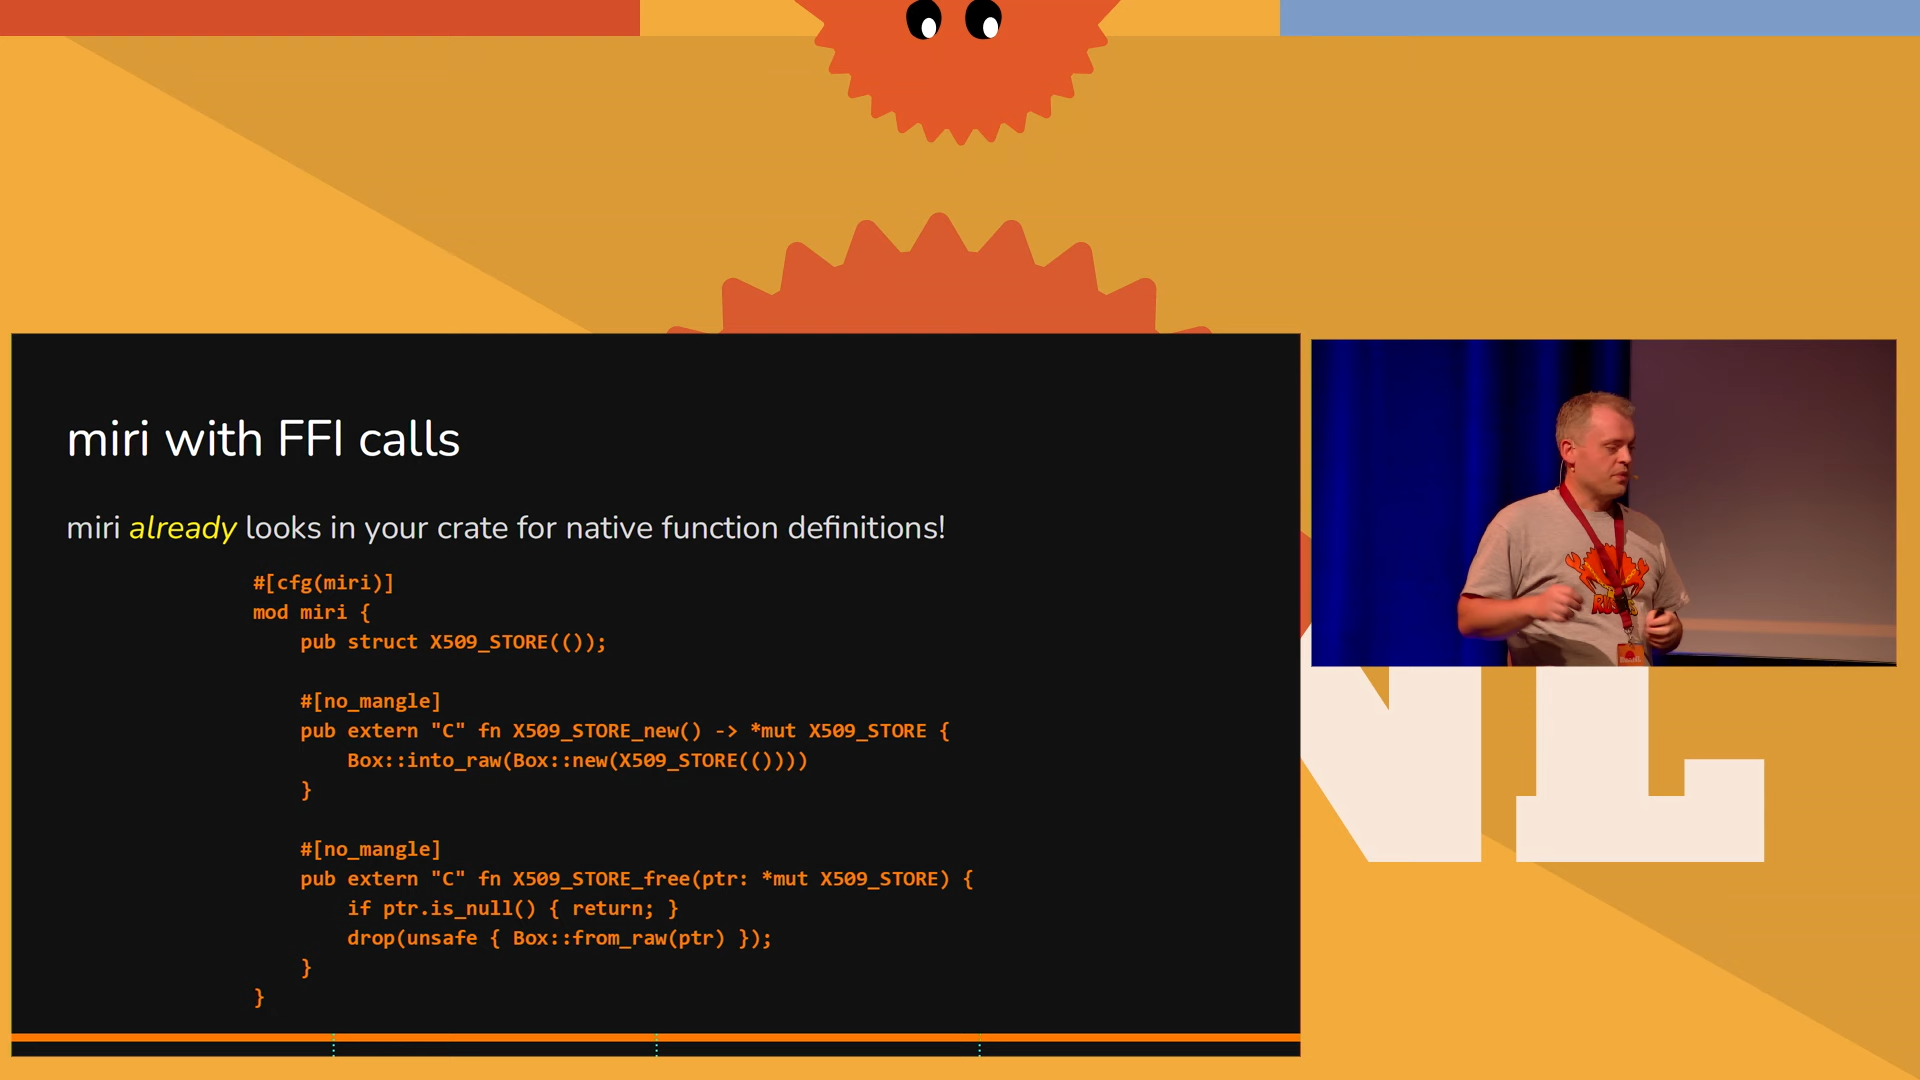 miri with FFI calls
miri already looks in your crate for native function definitions!
#[cfg(miri)]
mod miri {
    pub struct X509_STORE(());
    #[no_mangle]
    pub extern "C" fn X509_STORE_new() -> *mut X509_STORE {
        Box::into_raw(Box::new(X509_STORE(())))
    }
    #[no_mangle]
    pub extern "C" fn X509_STORE_free(ptr: *mut X509_STORE) {
        if ptr.is_null() { return; }
        drop(unsafe { Box::from_raw(ptr) });
    }
}
NL